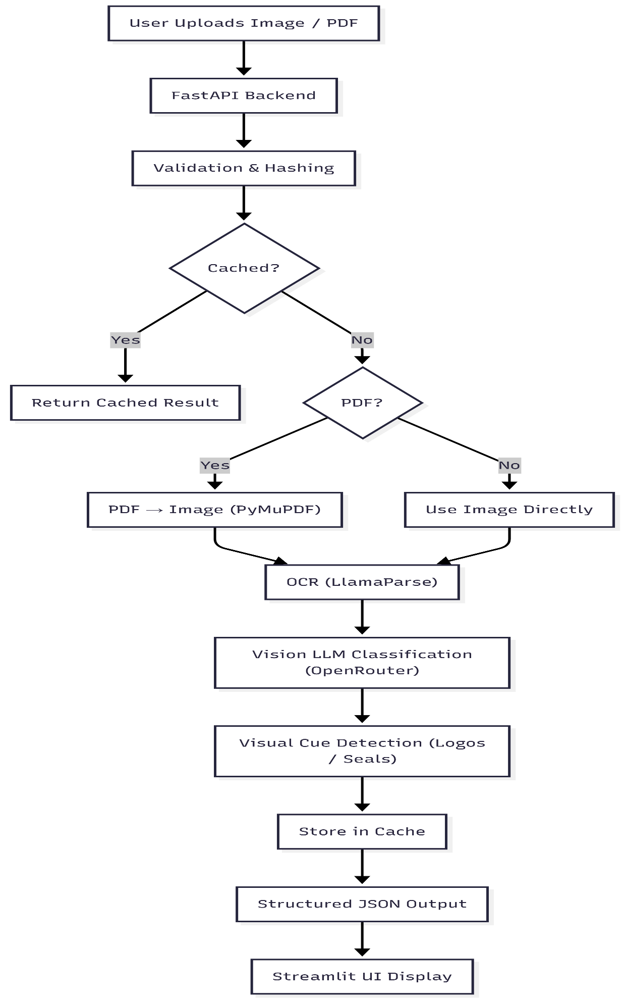 User Uploads Image / PDF
FastAPI Backend
Validation & Hashing
Cached?
Yes
No
Return Cached Result
PDF?
Yes
No
PDF → Image (PyMuPDF)
Use Image Directly
OCR (LlamaParse)
Vision LLM Classification
(OpenRouter)
Visual Cue Detection (Logos
/ Seals)
Store in Cache
Structured JSON Output
Streamlit UI Display